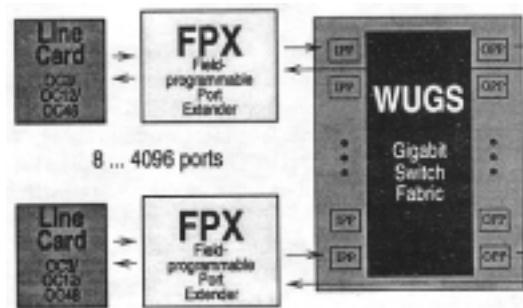 Line
Card
OC3/
OC12/
OC48
FPX
Field-
programmable
Port
Extender
IPP
OPP
IPP
OPP
WUGS
Gigabit
Switch
Fabric
8 ... 4096 ports
Line
Card
OC3/
OC12/
OC48
FPX
Field-
programmable
Port
Extender
IPP
OPP
IPP
OPP